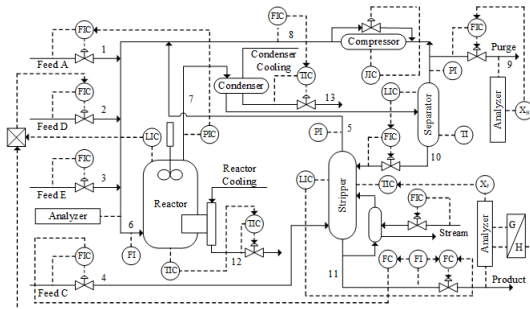 FIC
8
Compressor
FIC
FIC
Feed A
1
Condenser
Cooling
TIC
JIC
PI
Purge
9
Condenser
13
LIC
Separator
Analyzer
FIC
Feed D
2
7
LIC
PIC
PI
5
FIC
TI
10
FIC
Feed E
3
Reactor
Reactor
Cooling
LIC
Stripper
TIC
FIC
Analyzer
6
FI
TIC
TIC
12
Stream
Analyzer
G
H
FIC
Feed C
4
11
FC
FI
FC
Product